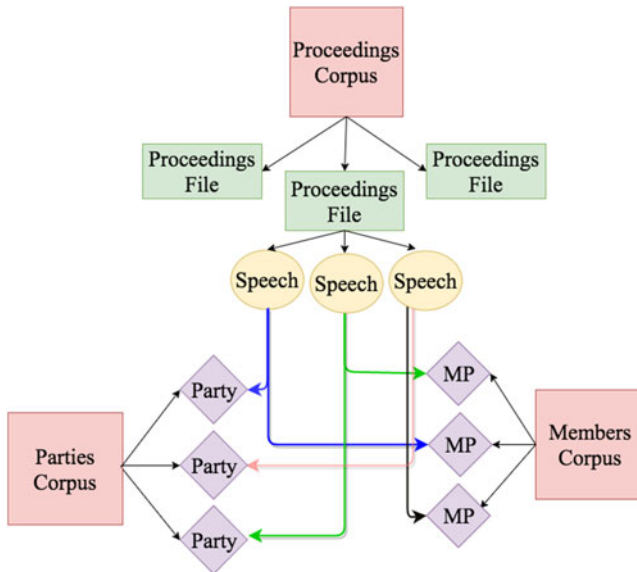 Proceedings
Corpus
Proceedings
File
Proceedings
File
Proceedings
File
Speech
Speech
Speech
Party
MP
Parties
Corpus
Party
MP
Members
Corpus
Party
MP